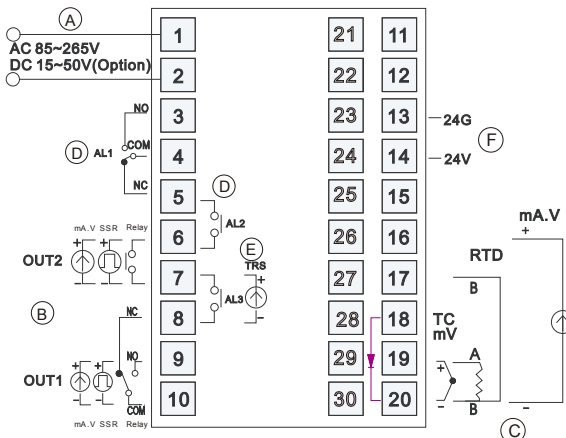 A
AC 85~265V
DC 15~50V(Option)
1 21 11
2 22 12
NO
3 23 13 24G
F
D AL1 COM
4 24 14 24V
NC
5 25 15
D
AL2
mA.V SSR Relay
6 26 16
mA.V
+
OUT2 + +
- -
E
TRS
RTD
7 27 17
+
B
AL3
B
NC
8 28 18
-
TC
mV
9 29 19
NO
A
OUT1 + +
- -
+
10 30 20
COM
- B -
mA.V SSR Relay
C